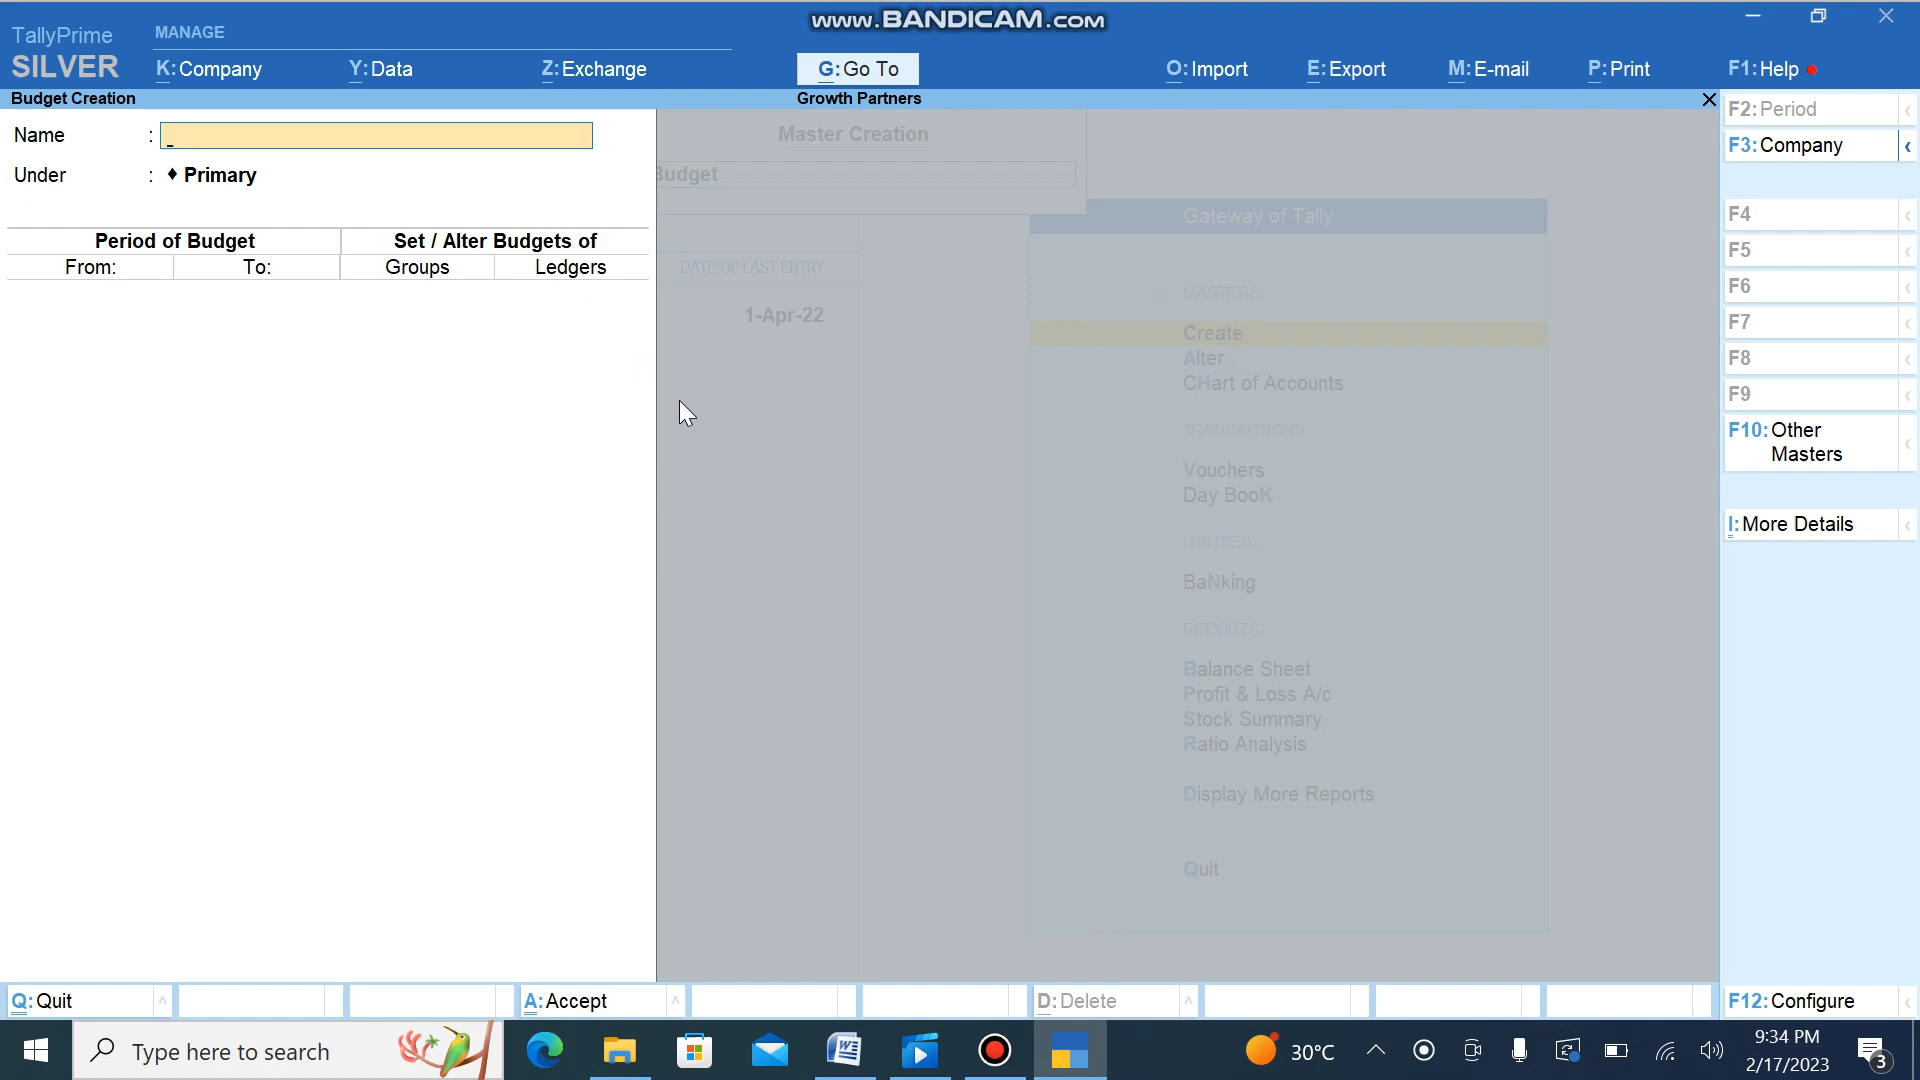 www.BANDICAM.com
TallyPrime
SILVER
MANAGE
K:Company
Y:Data
Z:Exchange
G:Go To
O:Import
E:Export
M:E-mail
P:Print
F1:Help
Budget Creation
Growth Partners
Name :
Under : ♦ Primary
Period of Budget
Set / Alter Budgets of
From:
To:
Groups
Ledgers
Master Creation
Budget
DATE OF LAST ENTRY
1-Apr-22
Gateway of Tally
MASTERS
Create
Alter
CHart of Accounts
TRANSACTIONS
Vouchers
Day BooK
UTILITIES
BaNking
REPORTS
Balance Sheet
Profit & Loss A/c
Stock Summary
Ratio Analysis
Display More Reports
Quit
F2:Period
F3:Company
F4
F5
F6
F7
F8
F9
F10:Other
Masters
I:More Details
F12:Configure
Q:Quit
A:Accept
D:Delete
Type here to search
30°C
9:34 PM
2/17/2023
3